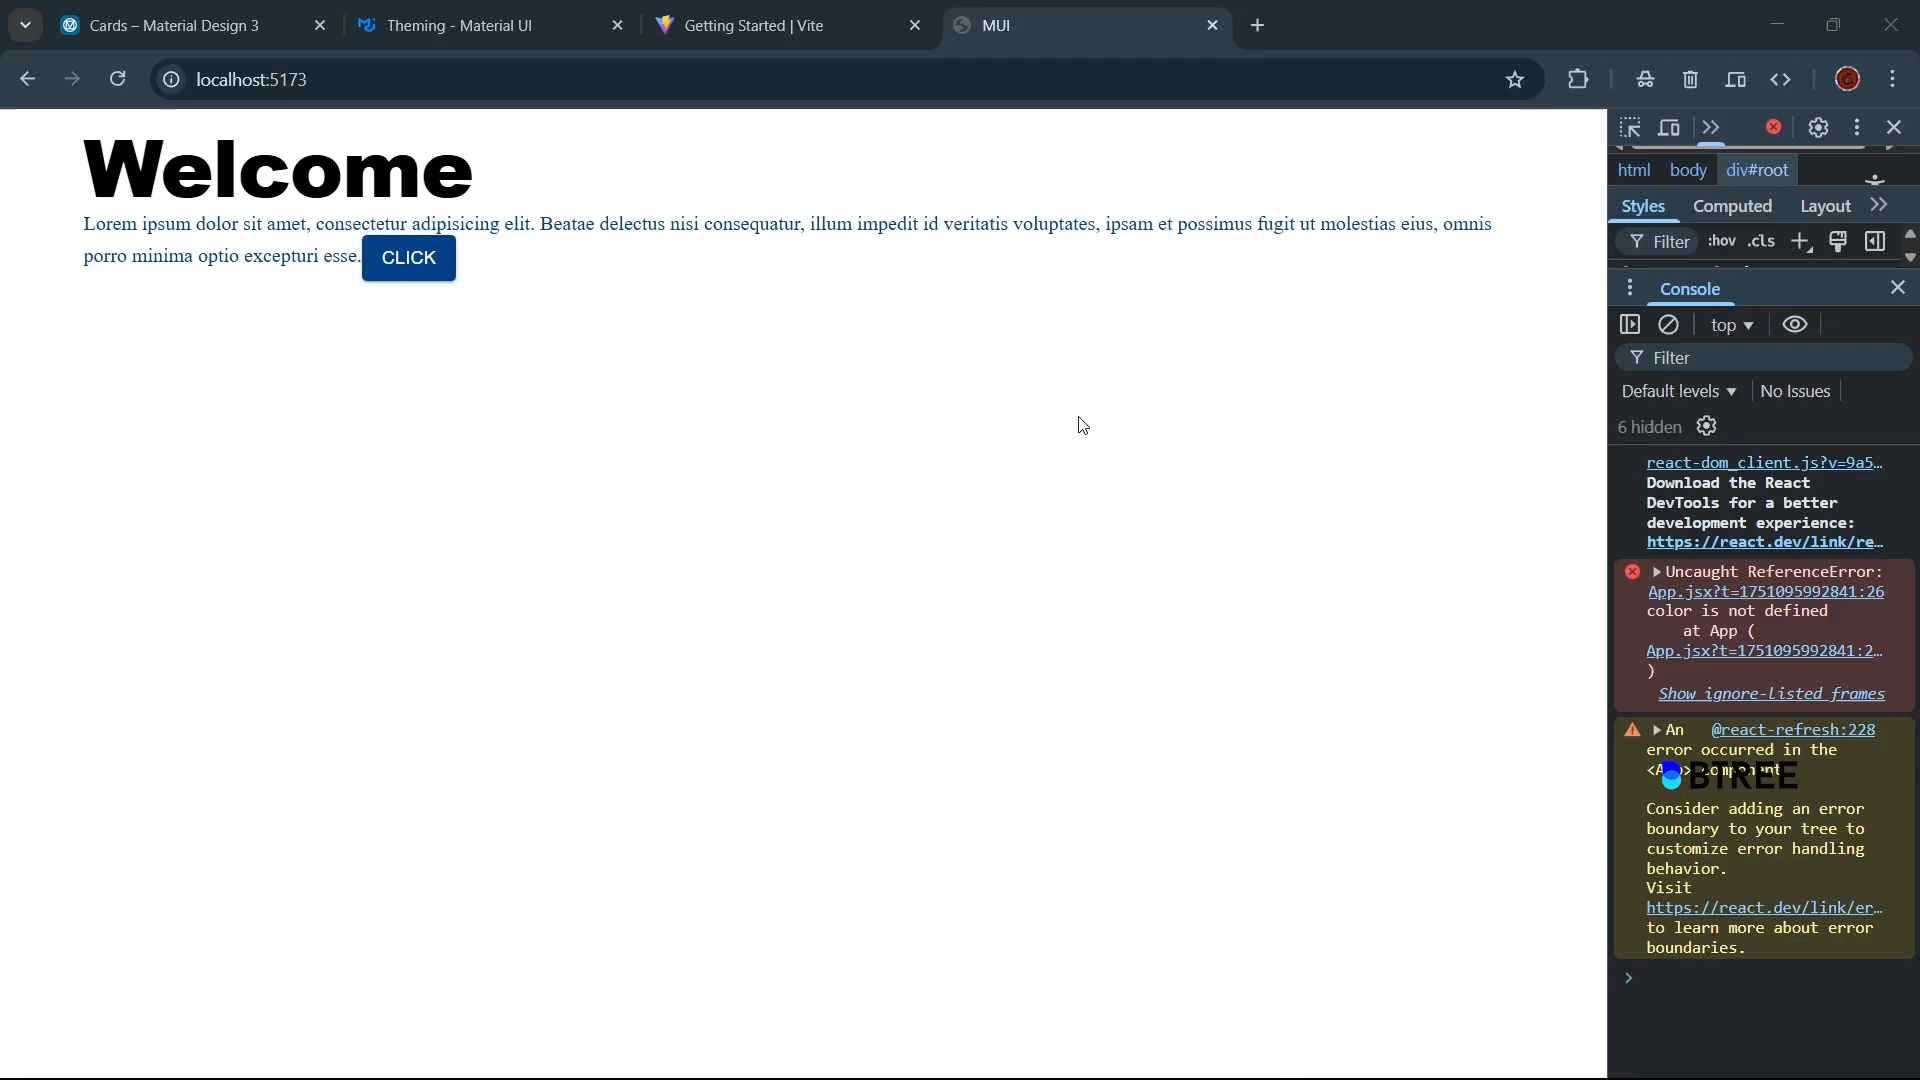 Cards – Material Design 3
Theming - Material UI
Getting Started | Vite
MUI
localhost:5173
Welcome
Lorem ipsum dolor sit amet, consectetur adipisicing elit. Beatae delectus nisi consequatur, illum impedit id veritatis voluptates, ipsam et possimus fugit ut molestias eius, omnis
porro minima optio excepturi esse.
CLICK
html body div#root
Styles Computed Layout
Filter :hov .cls
Console
top
Filter
Default levels No Issues
6 hidden
react-dom_client.js?v=9a5…
Download the React
DevTools for a better
development experience:
https://react.dev/link/re…
Uncaught ReferenceError:
App.jsx?t=1751095992841:26
color is not defined
at App (
App.jsx?t=1751095992841:2…
)
Show ignore-listed frames
An @react-refresh:228
error occurred in the
<App> component.
BTREE
Consider adding an error
boundary to your tree to
customize error handling
behavior.
Visit
https://react.dev/link/er…
to learn more about error
boundaries.